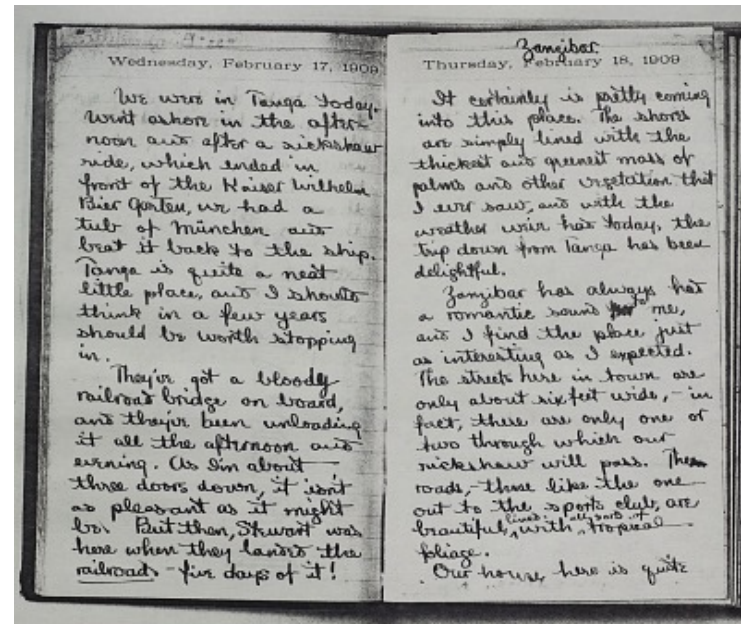 Wednesday, February 17, 1909
We were in Tanga today.
Went ashore in the after-
noon and after a rickshaw
ride, which ended in
front of the Kaiser Wilhelm
Bier Garten, we had a
tub of München and
beat it back to the ship.
Tanga is quite a neat
little place, and I should
think in a few years
should be worth stopping
in.
They've got a bloody
railroad bridge on board,
and they've been unloading
it all the afternoon and
evening. As I'm about
three doors down, it isn't
as pleasant as it might
be. But then, Stewart was
here when they landed the
railroad - five days of it!
Zanzibar.
Thursday, February 18, 1909
It certainly is pretty coming
into this place. The shores
are simply lined with the
thickest and greenest mass of
palms and other vegetation that
I ever saw, and with the
weather we've had today, the
trip down from Tanga has been
delightful.
Zanzibar has always had
a romantic sound to me,
and I find the place just
as interesting as I expected.
The streets here in town are
only about six feet wide, - in
fact, there are only one or
two through which our
rickshaw will pass. The
roads, - those like the one
out to the sports club, are
beautiful, lined with all sorts of tropical
foliage.
Our house here is quite